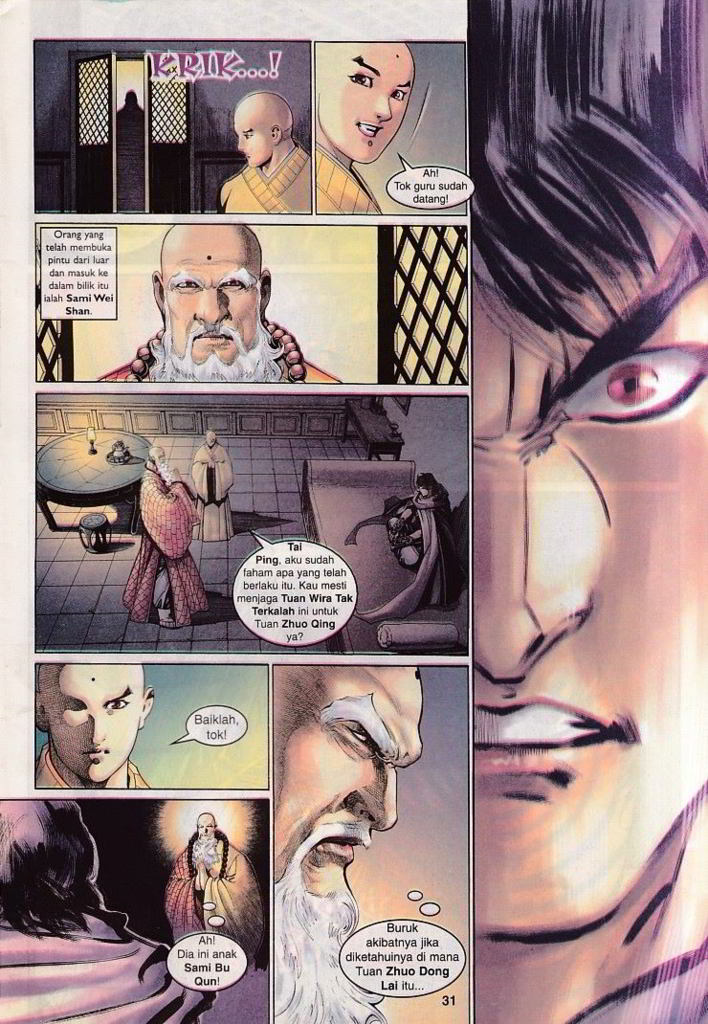 KRIK...!
Ah!
Tok guru sudah
datang!
Orang yang
telah membuka
pintu dari luar
dan masuk ke
dalam bilik itu
ialah Sami Wei
Shan.
Tai
Ping, aku sudah
faham apa yang telah
berlaku itu. Kau mesti
menjaga Tuan Wira Tak
Terkalah ini untuk
Tuan Zhuo Qing
ya?
Baiklah,
tok!
Ah!
Dia ini anak
Sami Bu
Qun!
Buruk
akibatnya jika
diketahuinya di mana
Tuan Zhuo Dong
Lai itu...
31